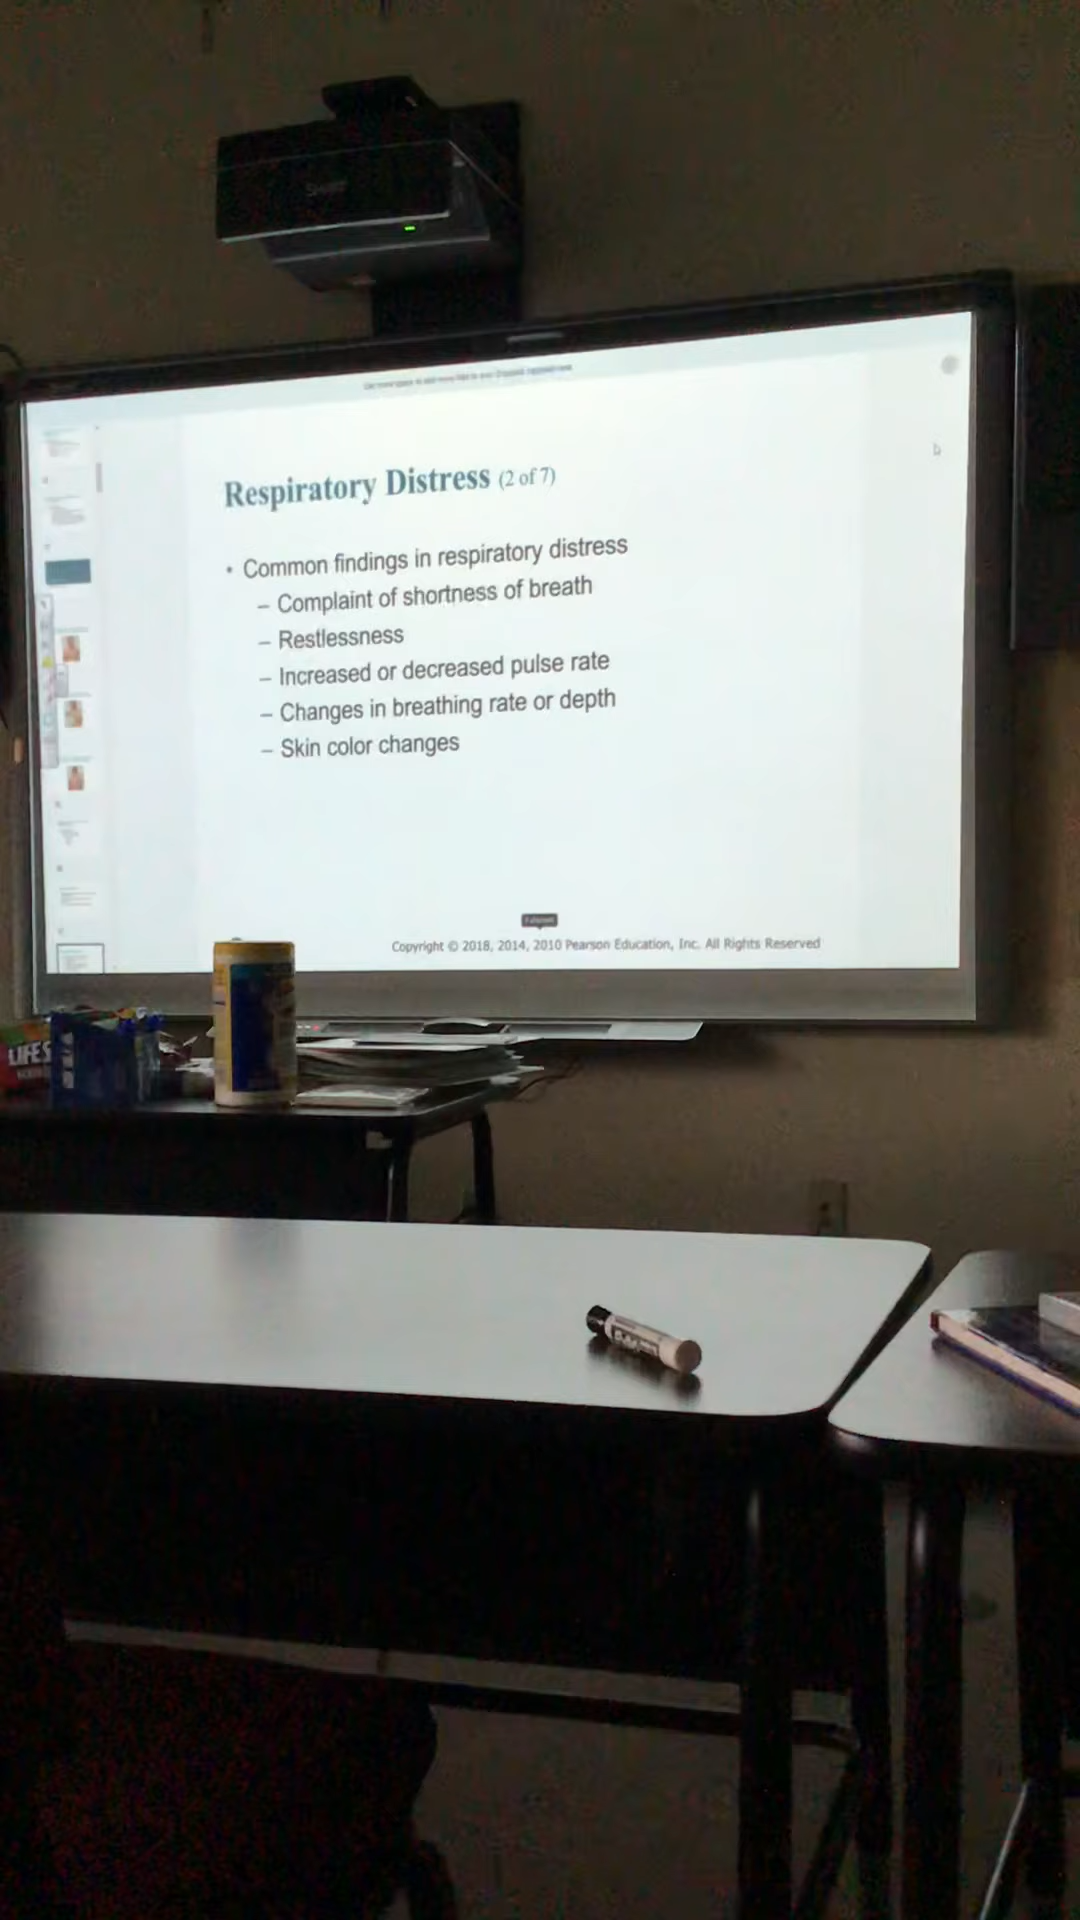 SMART
Respiratory Distress (2 of 7)
• Common findings in respiratory distress
– Complaint of shortness of breath
– Restlessness
– Increased or decreased pulse rate
– Changes in breathing rate or depth
– Skin color changes
Copyright © 2018, 2014, 2010 Pearson Education, Inc. All Rights Reserved
LIFE S